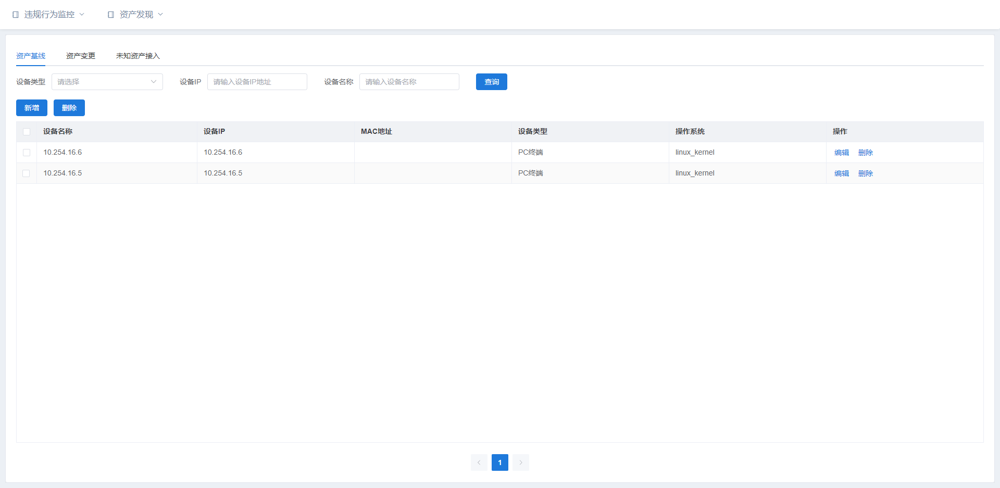 违规行为监控 资产发现
资产基线 资产变更 未知资产接入
设备类型 请选择 设备IP 请输入设备IP地址 设备名称 请输入设备名称 查询
新增 删除
设备名称 设备IP MAC地址 设备类型 操作系统 操作
10.254.16.6 10.254.16.6 PC终端 linux_kernel 编辑 删除
10.254.16.5 10.254.16.5 PC终端 linux_kernel 编辑 删除
1